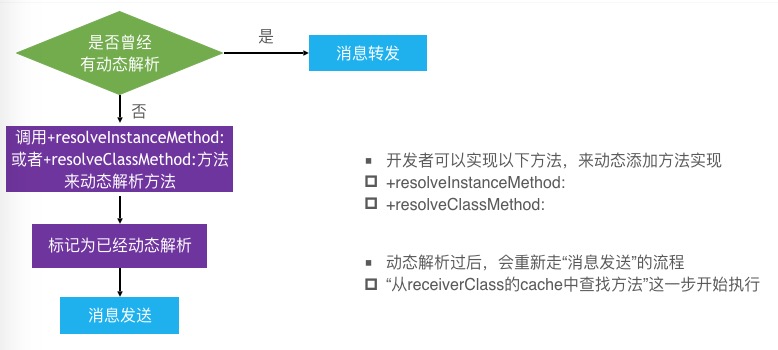 是否曾经
有动态解析
是
消息转发
否
调用+resolveInstanceMethod:
或者+resolveClassMethod:方法
来动态解析方法
标记为已经动态解析
消息发送
开发者可以实现以下方法，来动态添加方法实现
+resolveInstanceMethod:
+resolveClassMethod:
动态解析过后，会重新走“消息发送”的流程
“从receiverClass的cache中查找方法”这一步开始执行